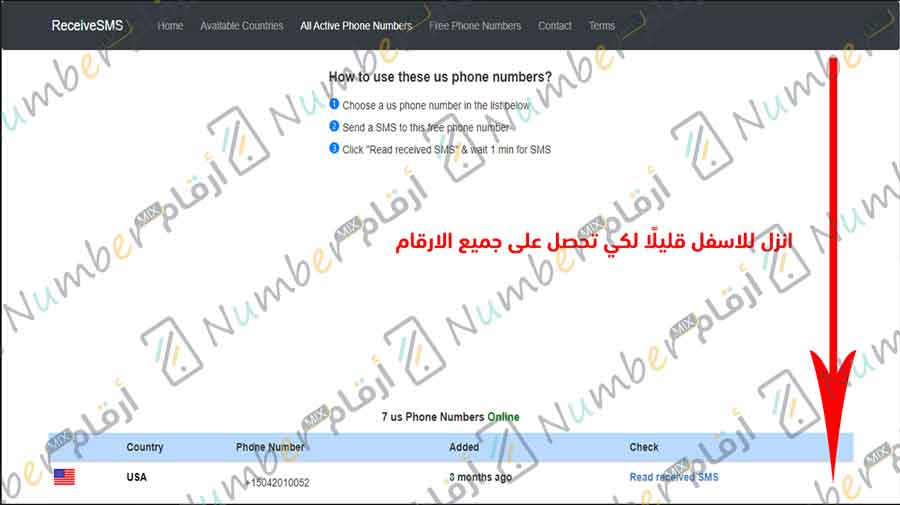 ReceiveSMS Home Available Countries All Active Phone Numbers Free Phone Numbers Contact Terms
How to use these us phone numbers?
1 Choose a us phone number in the list below
2 Send a SMS to this free phone number
3 Click "Read received SMS" & wait 1 min for SMS
انزل للاسفل قليلًا لكي تحصل على جميع الارقام
7 us Phone Numbers Online
Country Phone Number Added Check
USA +15042010052 8 months ago Read received SMS
Number MIX أرقام